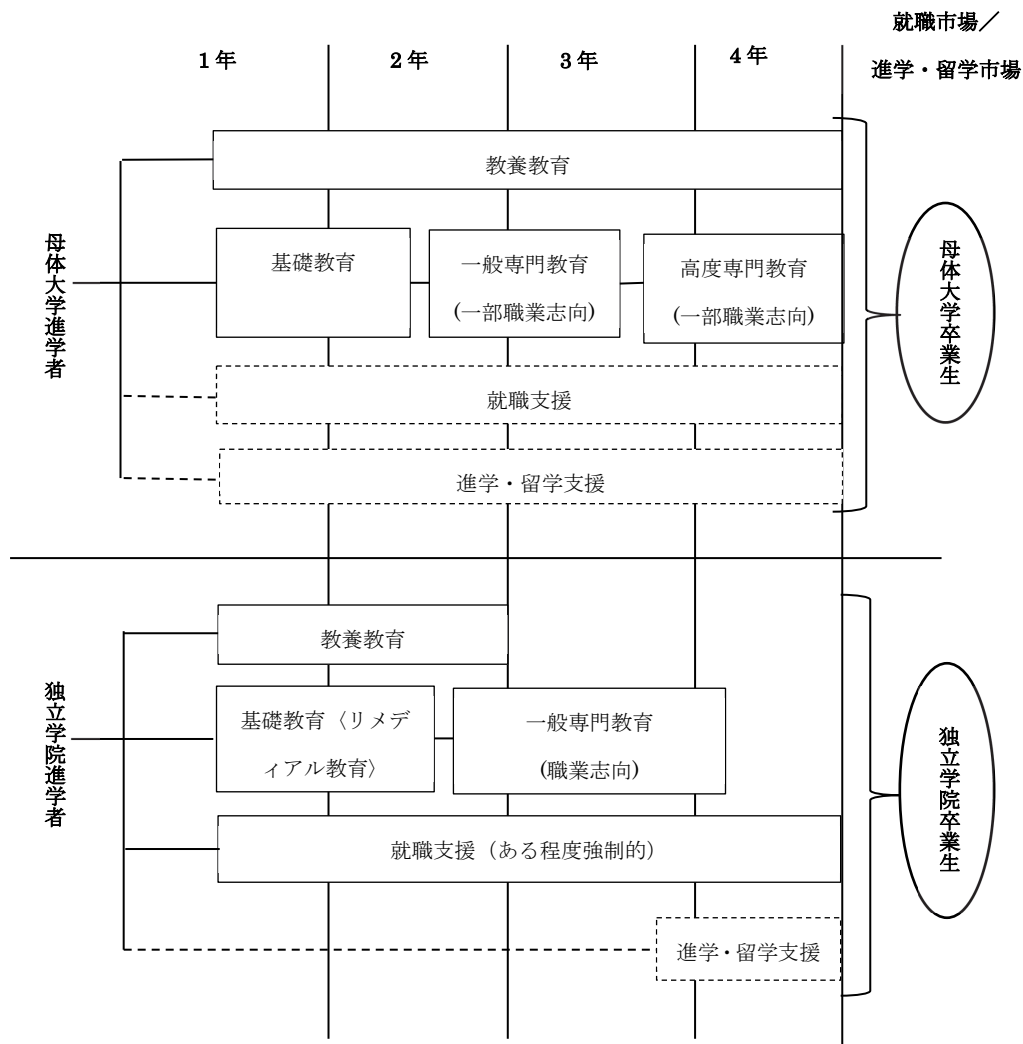 就職市場／
進学・留学市場
1年
2年
3年
4年
母体大学進学者
教養教育
基礎教育
一般専門教育
(一部職業志向)
高度専門教育
(一部職業志向)
就職支援
進学・留学支援
母体大学卒業生
独立学院進学者
教養教育
基礎教育〈リメデ
ィアル教育〉
一般専門教育
(職業志向)
就職支援（ある程度強制的）
進学・留学支援
独立学院卒業生